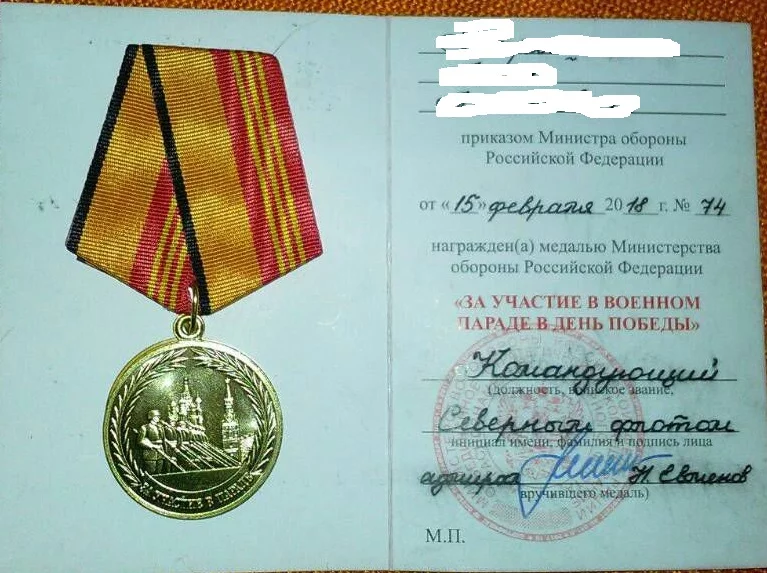 ЗА УЧАСТИЕ В ПАРАДЕ
приказом Министра обороны
Российской Федерации
от «15» февраля 2018 г. № 74
награжден(а) медалью Министерства
обороны Российской Федерации
«ЗА УЧАСТИЕ В ВОЕННОМ
ПАРАДЕ В ДЕНЬ ПОБЕДЫ»
Командующий
(должность, воинское звание,
Северным флотом
инициал имени, фамилия и подпись лица
адмирал Н. Евменов
вручившего медаль)
М.П.